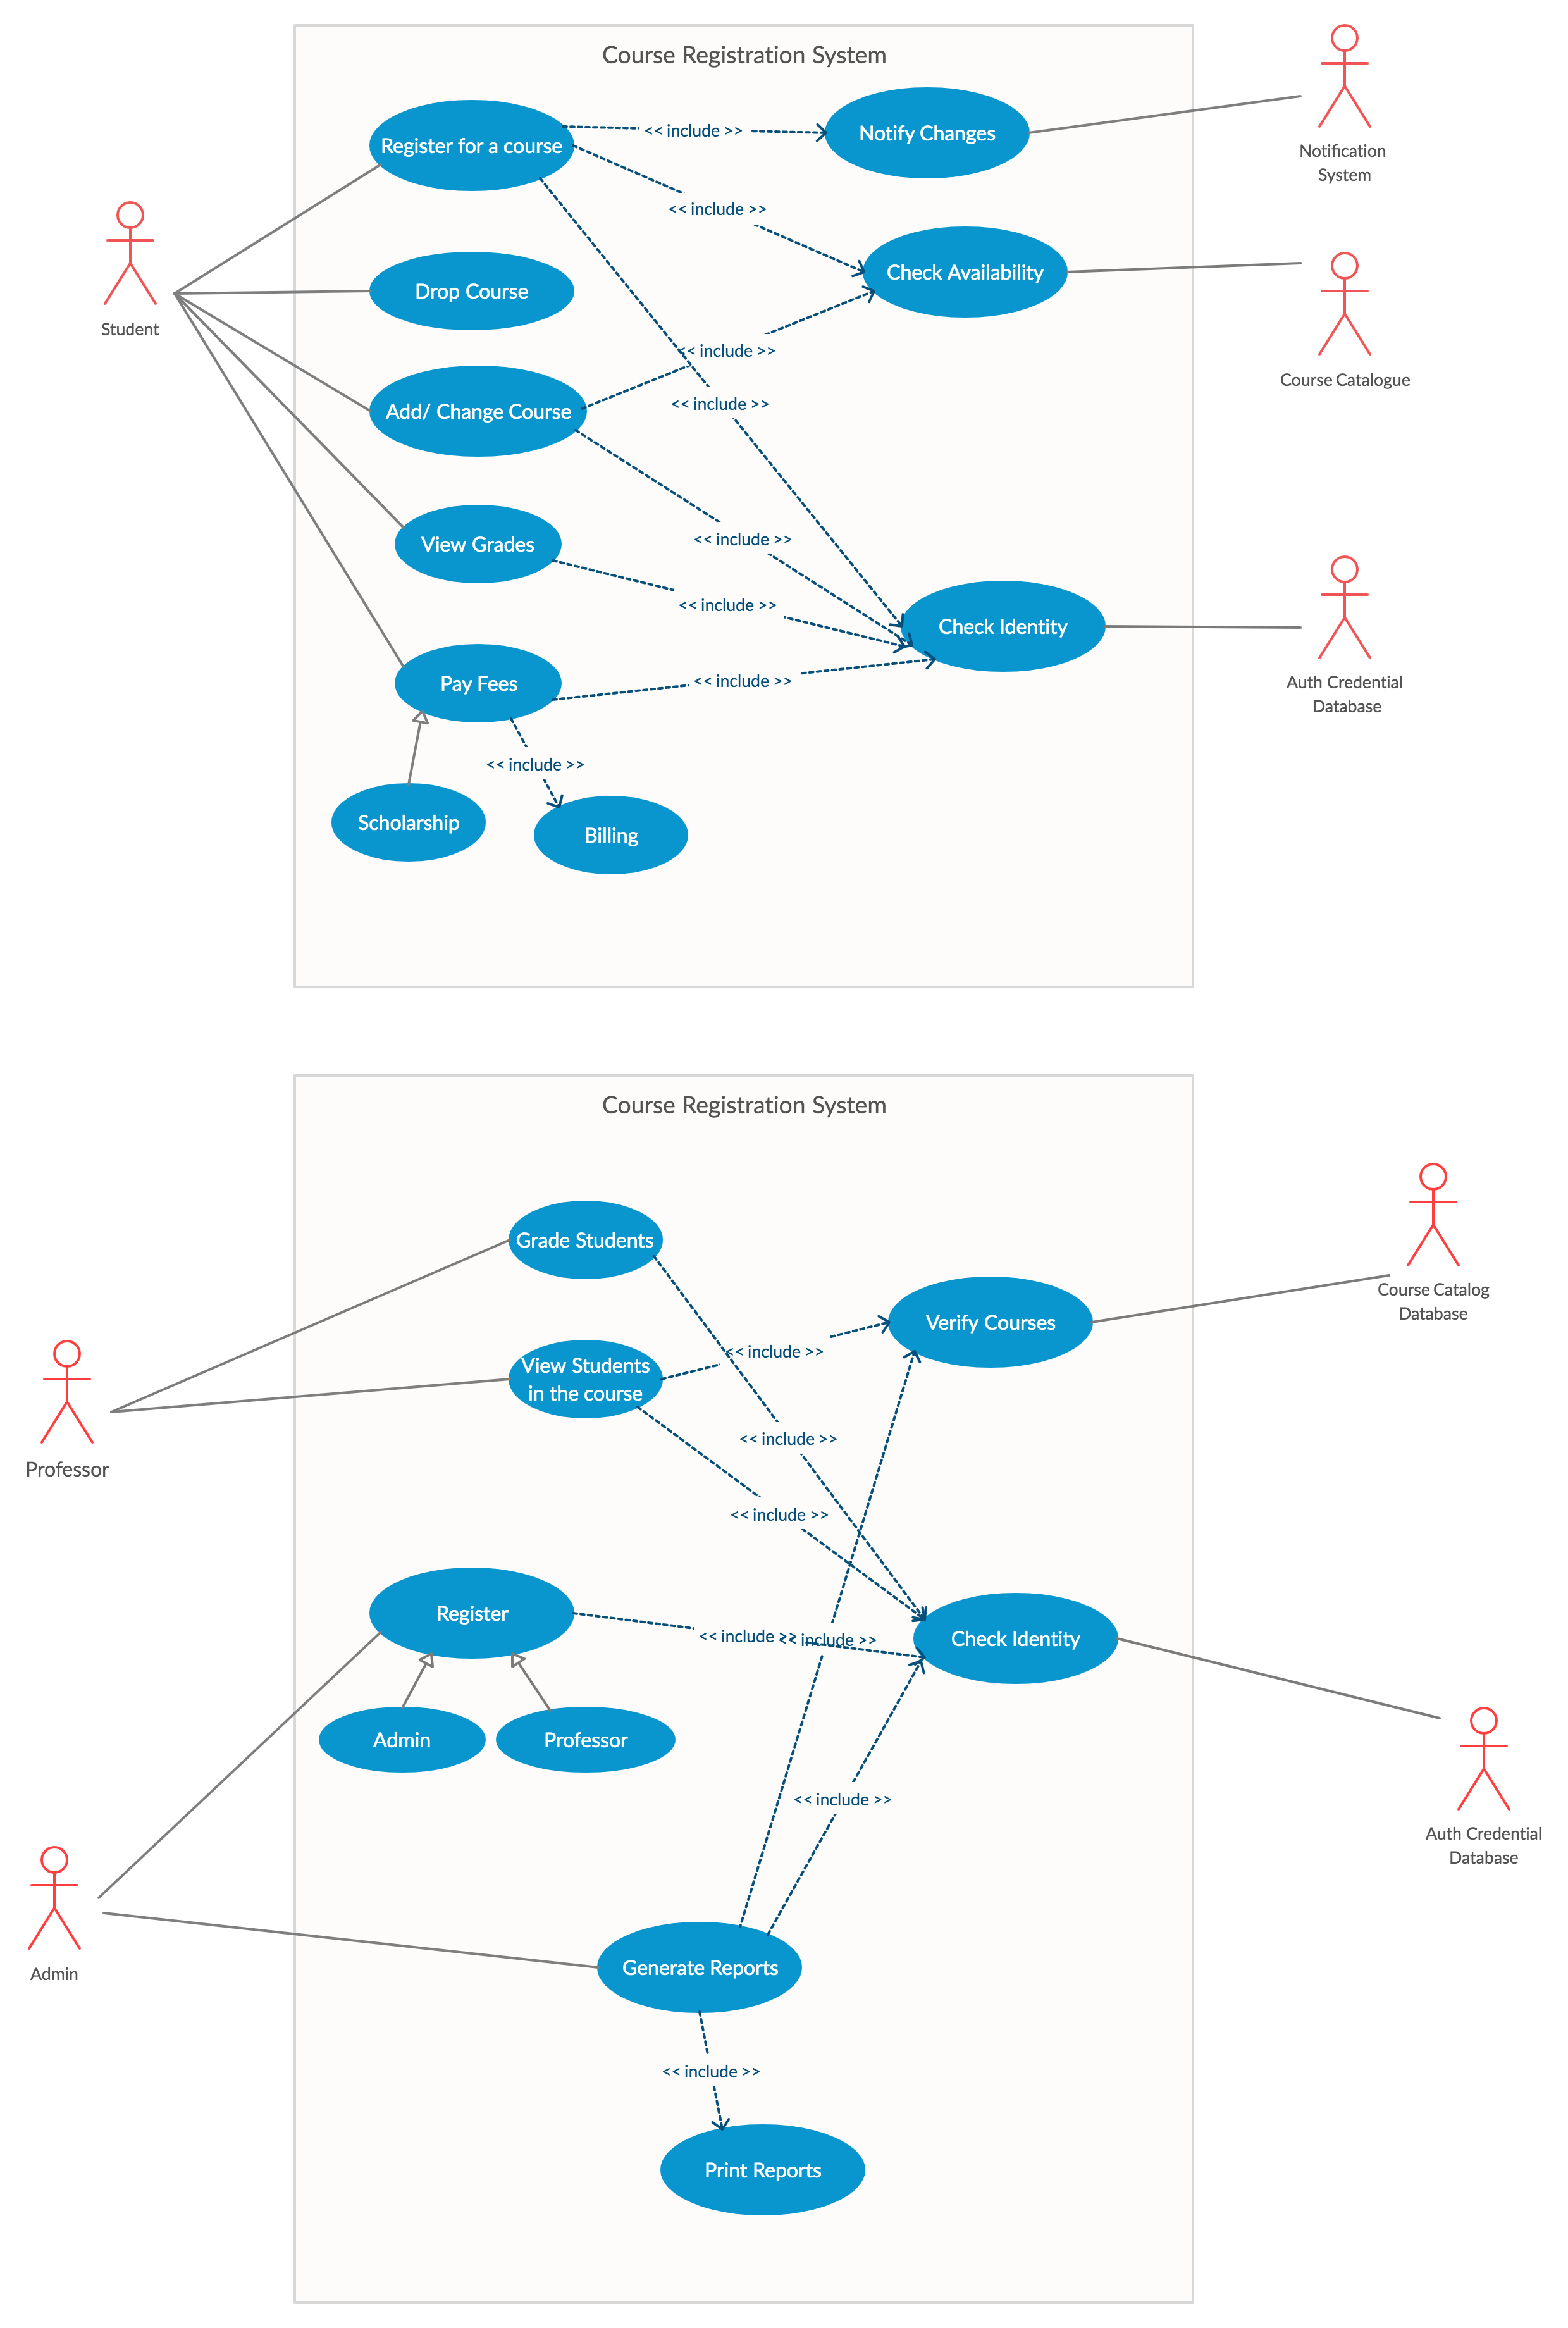 Course Registration System
Register for a course
<< include >>
Notify Changes
Notification
System
<< include >>
Check Availability
Student
Drop Course
<< include >>
Course Catalogue
Add/ Change Course
<< include >>
View Grades
<< include >>
<< include >>
Check Identity
Pay Fees
<< include >>
Auth Credential
Database
<< include >>
Scholarship
Billing
Course Registration System
Grade Students
Course Catalog
Database
Verify Courses
<< include >>
View Students
in the course
<< include >>
Professor
<< include >>
Register
<< include >>
<< include >>
Check Identity
Admin
Professor
<< include >>
Auth Credential
Database
Admin
Generate Reports
<< include >>
Print Reports